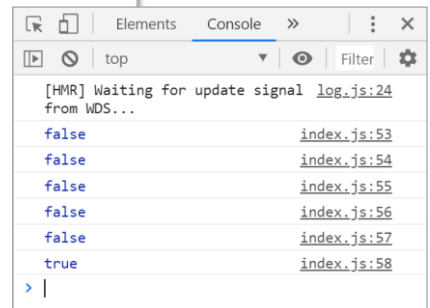 Elements Console »
top Filter
[HMR] Waiting for update signal log.js:24
from WDS...
false index.js:53
false index.js:54
false index.js:55
false index.js:56
false index.js:57
true index.js:58
>